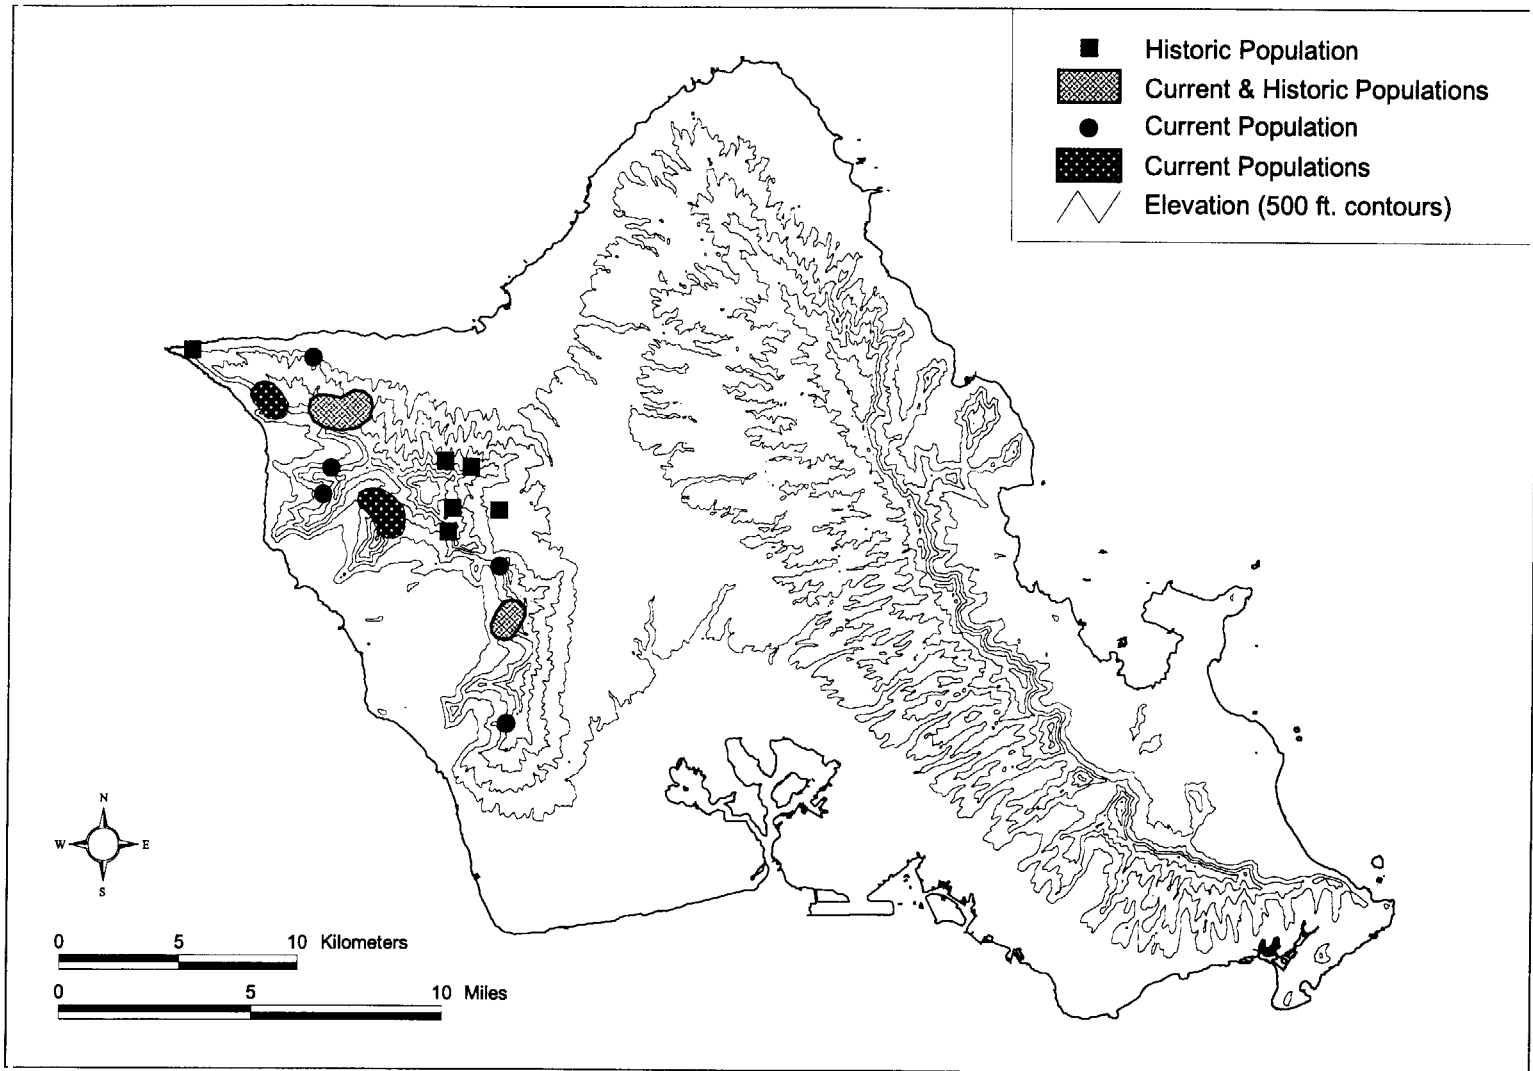 Historic Population
Current & Historic Populations
Current Population
Current Populations
Elevation (500 ft. contours)
N
W E
S
0 5 10 Kilometers
0 5 10 Miles